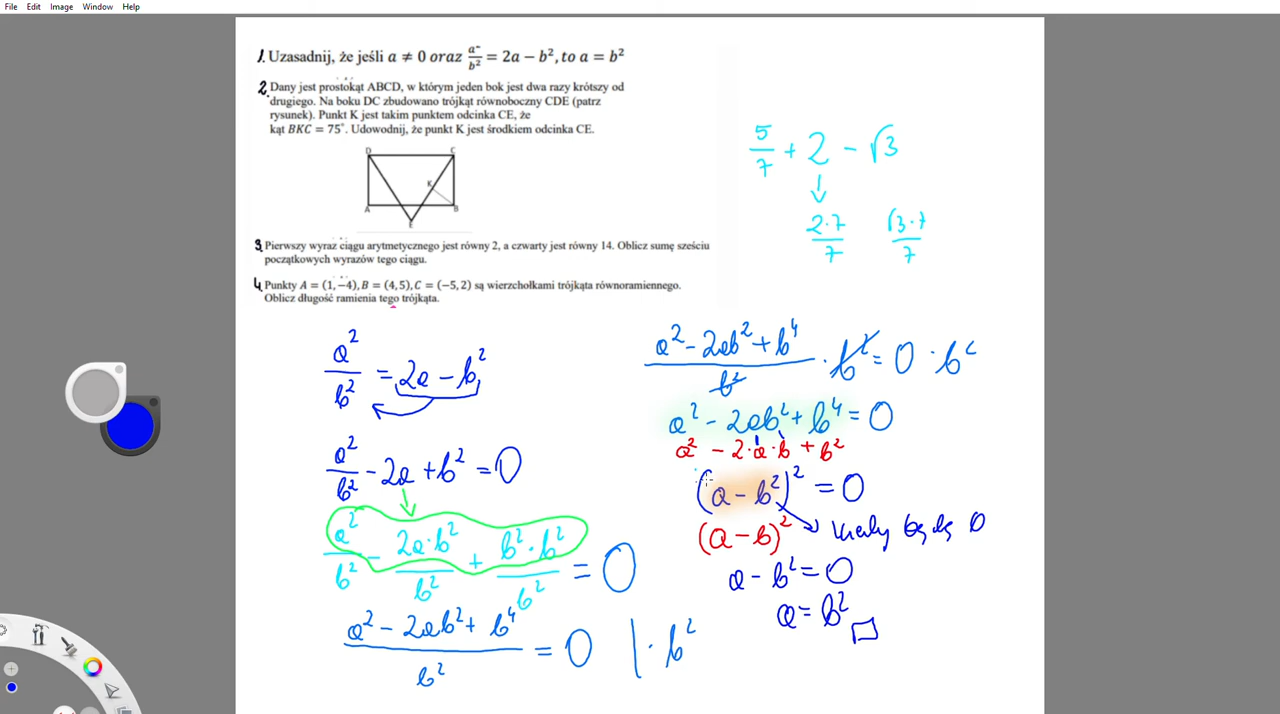 File Edit Image Window Help
1. Uzasadnij, że jeśli a ≠ 0 oraz a²/b² = 2a − b², to a = b²
2. Dany jest prostokąt ABCD, w którym jeden bok jest dwa razy krótszy od
drugiego. Na boku DC zbudowano trójkąt równoboczny CDE (patrz
rysunek). Punkt K jest takim punktem odcinka CE, że
kąt BKC = 75°. Udowodnij, że punkt K jest środkiem odcinka CE.
D C
K
A B
E
3. Pierwszy wyraz ciągu arytmetycznego jest równy 2, a czwarty jest równy 14. Oblicz sumę sześciu
początkowych wyrazów tego ciągu.
4. Punkty A = (1, −4), B = (4, 5), C = (−5, 2) są wierzchołkami trójkąta równoramiennego.
Oblicz długość ramienia tego trójkąta.
5/7 + 2 − √3
2·7/7 √3·7/7
a²/b² = 2a − b²
a²/b² − 2a + b² = 0
a²/b² − 2a·b²/b² + b²·b²/b² = 0
(a² − 2ab² + b⁴)/b² = 0 | · b²
(a² − 2ab² + b⁴)/b² · b² = 0 · b²
a² − 2ab² + b⁴ = 0
a² − 2·a·b + b²
(a − b²)² = 0
(a − b)² kiedy będą 0
a − b² = 0
a = b²